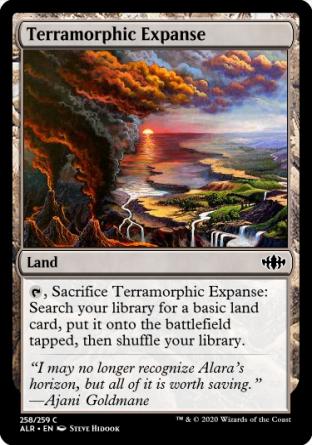 Terramorphic Expanse
Land
, Sacrifice Terramorphic Expanse:
Search your library for a basic land
card, put it onto the battlefield
tapped, then shuffle your library.
“I may no longer recognize Alara’s
horizon, but all of it is worth saving.”
—Ajani Goldmane
258/259 C
ALR • EN Steve Hidook
™ & © 2020 Wizards of the Coast